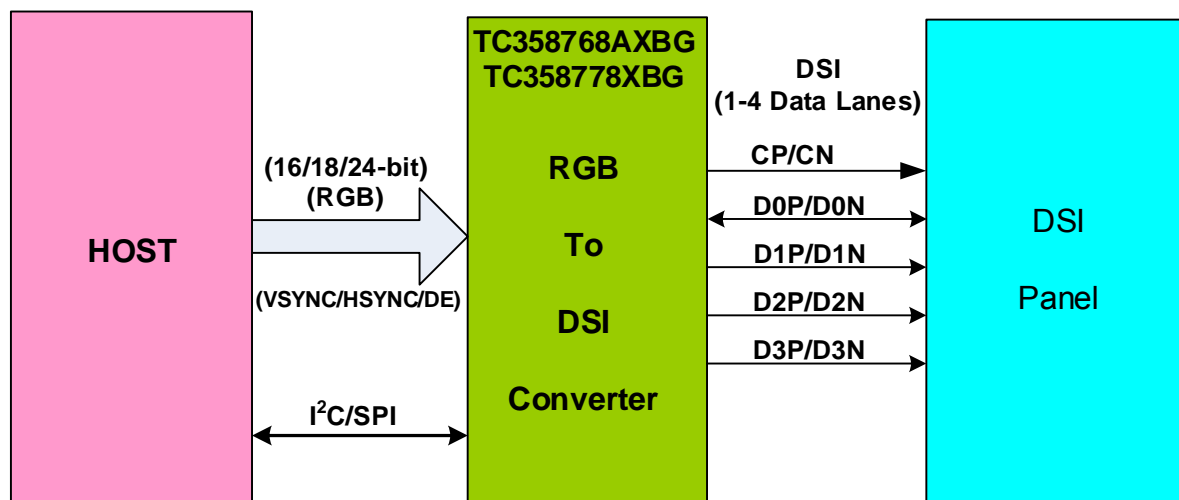 HOST
(16/18/24-bit)
(RGB)
(VSYNC/HSYNC/DE)
I²C/SPI
TC358768AXBG
TC358778XBG
RGB
To
DSI
Converter
DSI
(1-4 Data Lanes)
CP/CN
D0P/D0N
D1P/D1N
D2P/D2N
D3P/D3N
DSI
Panel